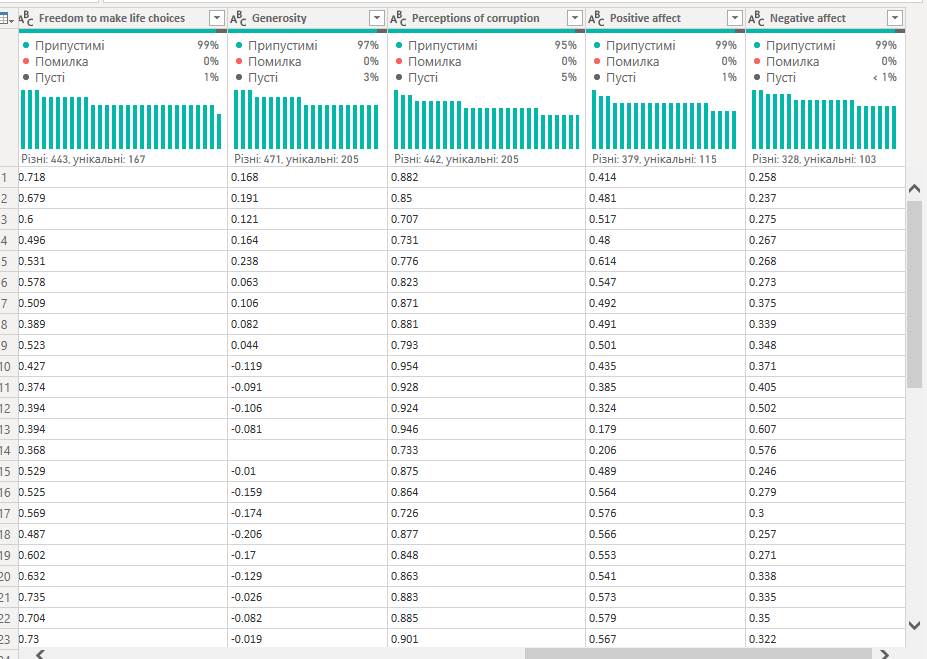 ABC Freedom to make life choices ABC Generosity ABC Perceptions of corruption ABC Positive affect ABC Negative affect
Припустимі 99% Припустимі 97% Припустимі 95% Припустимі 99% Припустимі 99%
Помилка 0% Помилка 0% Помилка 0% Помилка 0% Помилка 0%
Пусті 1% Пусті 3% Пусті 5% Пусті 1% Пусті < 1%
Різні: 443, унікальні: 167 Різні: 471, унікальні: 205 Різні: 442, унікальні: 205 Різні: 379, унікальні: 115 Різні: 328, унікальні: 103
1 0.718 0.168 0.882 0.414 0.258
2 0.679 0.191 0.85 0.481 0.237
3 0.6 0.121 0.707 0.517 0.275
4 0.496 0.164 0.731 0.48 0.267
5 0.531 0.238 0.776 0.614 0.268
6 0.578 0.063 0.823 0.547 0.273
7 0.509 0.106 0.871 0.492 0.375
8 0.389 0.082 0.881 0.491 0.339
9 0.523 0.044 0.793 0.501 0.348
10 0.427 -0.119 0.954 0.435 0.371
11 0.374 -0.091 0.928 0.385 0.405
12 0.394 -0.106 0.924 0.324 0.502
13 0.394 -0.081 0.946 0.179 0.607
14 0.368 0.733 0.206 0.576
15 0.529 -0.01 0.875 0.489 0.246
16 0.525 -0.159 0.864 0.564 0.279
17 0.569 -0.174 0.726 0.576 0.3
18 0.487 -0.206 0.877 0.566 0.257
19 0.602 -0.17 0.848 0.553 0.271
20 0.632 -0.129 0.863 0.541 0.338
21 0.735 -0.026 0.883 0.573 0.335
22 0.704 -0.082 0.885 0.579 0.35
23 0.73 -0.019 0.901 0.567 0.322